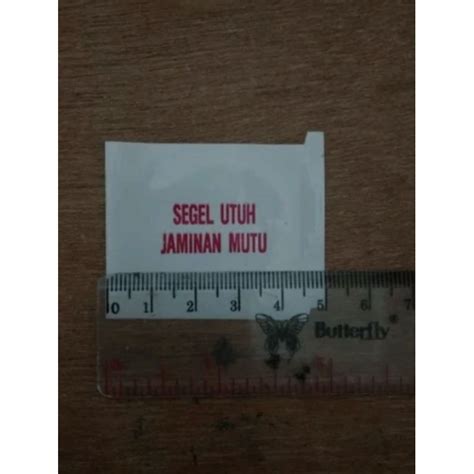 SEGEL UTUH
JAMINAN MUTU
0 1 2 3 4 5 6 7
Butterfly ®